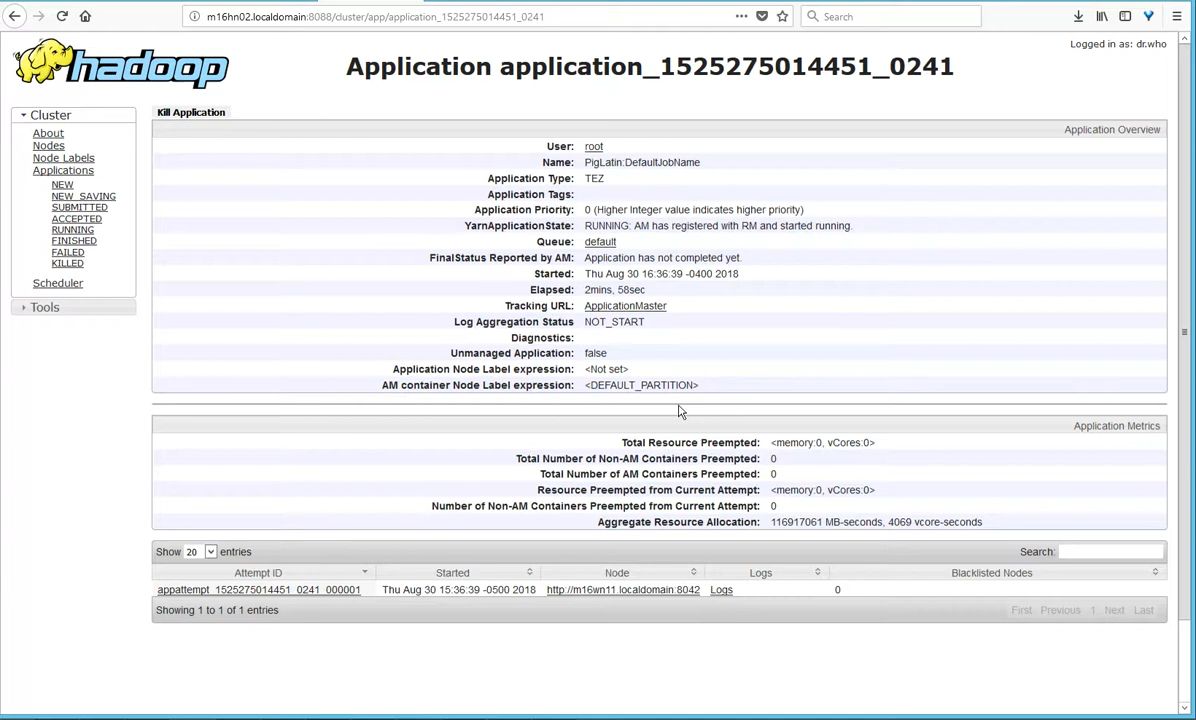 m16hn02.localdomain:8088/cluster/app/application_1525275014451_0241
Search
Logged in as: dr.who
hadoop
Application application_1525275014451_0241
Cluster
About
Nodes
Node Labels
Applications
NEW
NEW_SAVING
SUBMITTED
ACCEPTED
RUNNING
FINISHED
FAILED
KILLED
Scheduler
Tools
Kill Application
Application Overview
User: root
Name: PigLatin:DefaultJobName
Application Type: TEZ
Application Tags:
Application Priority: 0 (Higher Integer value indicates higher priority)
YarnApplicationState: RUNNING: AM has registered with RM and started running.
Queue: default
FinalStatus Reported by AM: Application has not completed yet.
Started: Thu Aug 30 16:36:39 -0400 2018
Elapsed: 2mins, 58sec
Tracking URL: ApplicationMaster
Log Aggregation Status NOT_START
Diagnostics:
Unmanaged Application: false
Application Node Label expression: <Not set>
AM container Node Label expression: <DEFAULT_PARTITION>
Application Metrics
Total Resource Preempted: <memory:0, vCores:0>
Total Number of Non-AM Containers Preempted: 0
Total Number of AM Containers Preempted: 0
Resource Preempted from Current Attempt: <memory:0, vCores:0>
Number of Non-AM Containers Preempted from Current Attempt: 0
Aggregate Resource Allocation: 116917061 MB-seconds, 4069 vcore-seconds
Show 20 entries Search:
Attempt ID Started Node Logs Blacklisted Nodes
appattempt_1525275014451_0241_000001 Thu Aug 30 15:36:39 -0500 2018 http://m16wn11.localdomain:8042 Logs 0
Showing 1 to 1 of 1 entries First Previous 1 Next Last